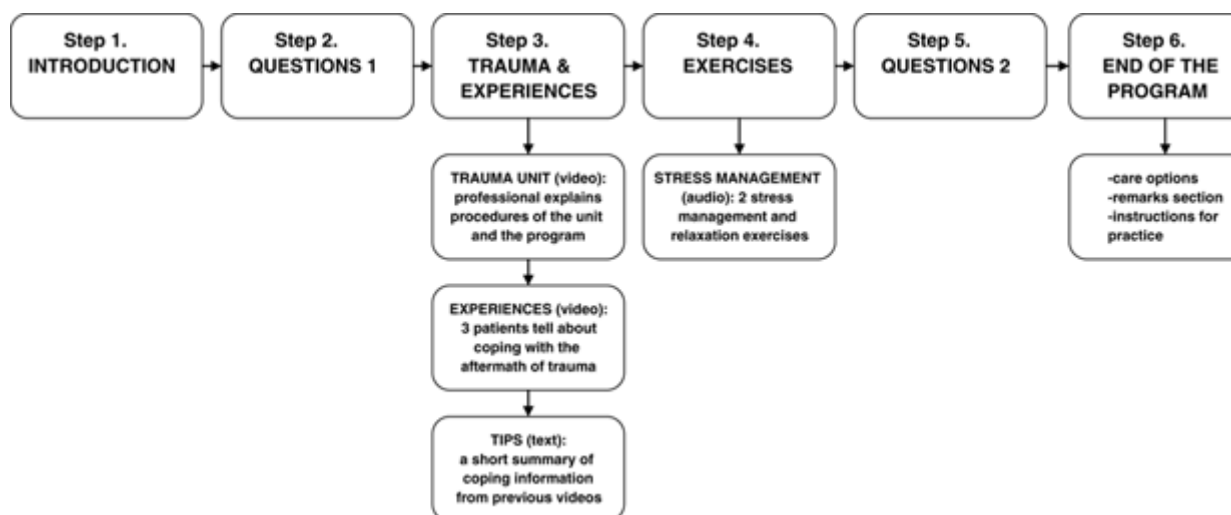 Step 1.
INTRODUCTION
Step 2.
QUESTIONS 1
Step 3.
TRAUMA &
EXPERIENCES
Step 4.
EXERCISES
Step 5.
QUESTIONS 2
Step 6.
END OF THE
PROGRAM
TRAUMA UNIT (video):
professional explains
procedures of the unit
and the program
EXPERIENCES (video):
3 patients tell about
coping with the
aftermath of trauma
TIPS (text):
a short summary of
coping information
from previous videos
STRESS MANAGEMENT
(audio): 2 stress
management and
relaxation exercises
-care options
-remarks section
-instructions for
practice